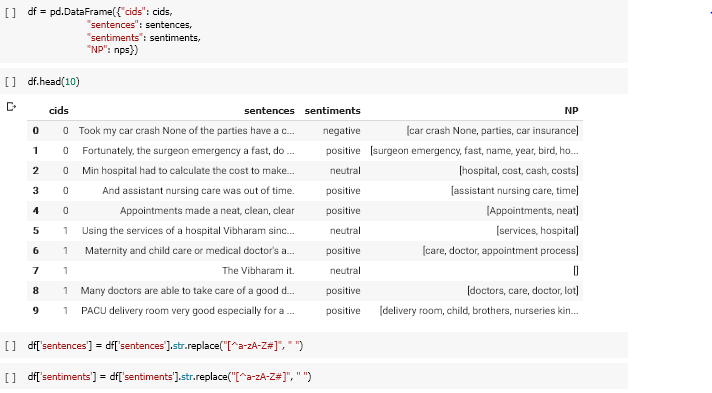 [ ] df = pd.DataFrame({"cids": cids,
"sentences": sentences,
"sentiments": sentiments,
"NP": nps})
[ ] df.head(10)
cids sentences sentiments NP
0 0 Took my car crash None of the parties have a c... negative [car crash None, parties, car insurance]
1 0 Fortunately, the surgeon emergency a fast, do ... positive [surgeon emergency, fast, name, year, bird, ho...
2 0 Min hospital had to calculate the cost to make... neutral [hospital, cost, cash, costs]
3 0 And assistant nursing care was out of time. positive [assistant nursing care, time]
4 0 Appointments made a neat, clean, clear positive [Appointments, neat]
5 1 Using the services of a hospital Vibharam sinc... neutral [services, hospital]
6 1 Maternity and child care or medical doctor's a... positive [care, doctor, appointment process]
7 1 The Vibharam it. neutral []
8 1 Many doctors are able to take care of a good d... positive [doctors, care, doctor, lot]
9 1 PACU delivery room very good especially for a ... positive [delivery room, child, brothers, nurseries kin...
[ ] df['sentences'] = df['sentences'].str.replace("[^a-zA-Z#]", " ")
[ ] df['sentiments'] = df['sentiments'].str.replace("[^a-zA-Z#]", " ")